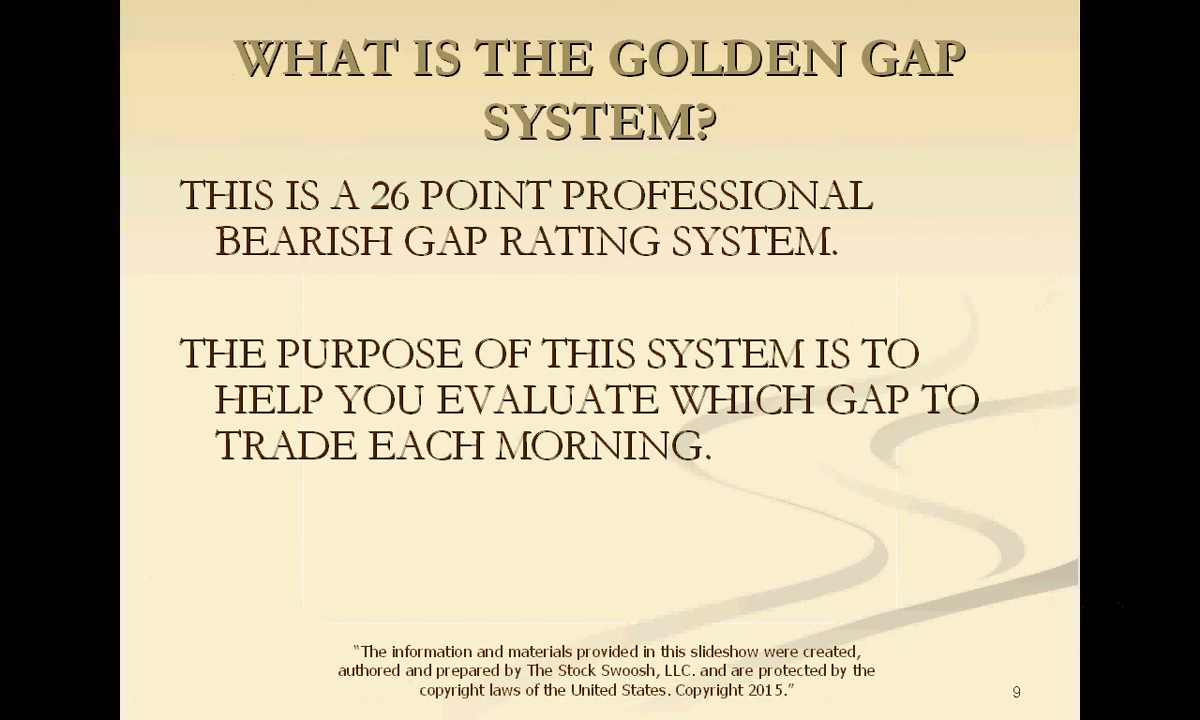 WHAT IS THE GOLDEN GAP
SYSTEM?
THIS IS A 26 POINT PROFESSIONAL
BEARISH GAP RATING SYSTEM.
THE PURPOSE OF THIS SYSTEM IS TO
HELP YOU EVALUATE WHICH GAP TO
TRADE EACH MORNING.
"The information and materials provided in this slideshow were created,
authored and prepared by The Stock Swoosh, LLC. and are protected by the
copyright laws of the United States. Copyright 2015."
9